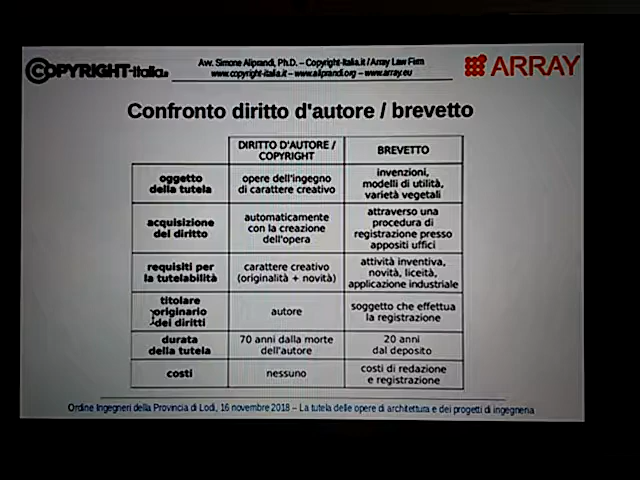 COPYRIGHT-Italia.it
Avv. Simone Aliprandi, Ph.D. – Copyright-Italia.it / Array Law Firm
www.copyright-italia.it – www.aliprandi.org – www.array.eu
ARRAY
Confronto diritto d'autore / brevetto
DIRITTO D'AUTORE /
COPYRIGHT
BREVETTO
oggetto
della tutela
opere dell'ingegno
di carattere creativo
invenzioni,
modelli di utilità,
varietà vegetali
acquisizione
del diritto
automaticamente
con la creazione
dell'opera
attraverso una
procedura di
registrazione presso
appositi uffici
requisiti per
la tutelabilità
carattere creativo
(originalità + novità)
attività inventiva,
novità, liceità,
applicazione industriale
titolare
originario
dei diritti
autore
soggetto che effettua
la registrazione
durata
della tutela
70 anni dalla morte
dell'autore
20 anni
dal deposito
costi
nessuno
costi di redazione
e registrazione
Ordine Ingegneri della Provincia di Lodi, 16 novembre 2018 – La tutela delle opere di architettura e dei progetti di ingegneria